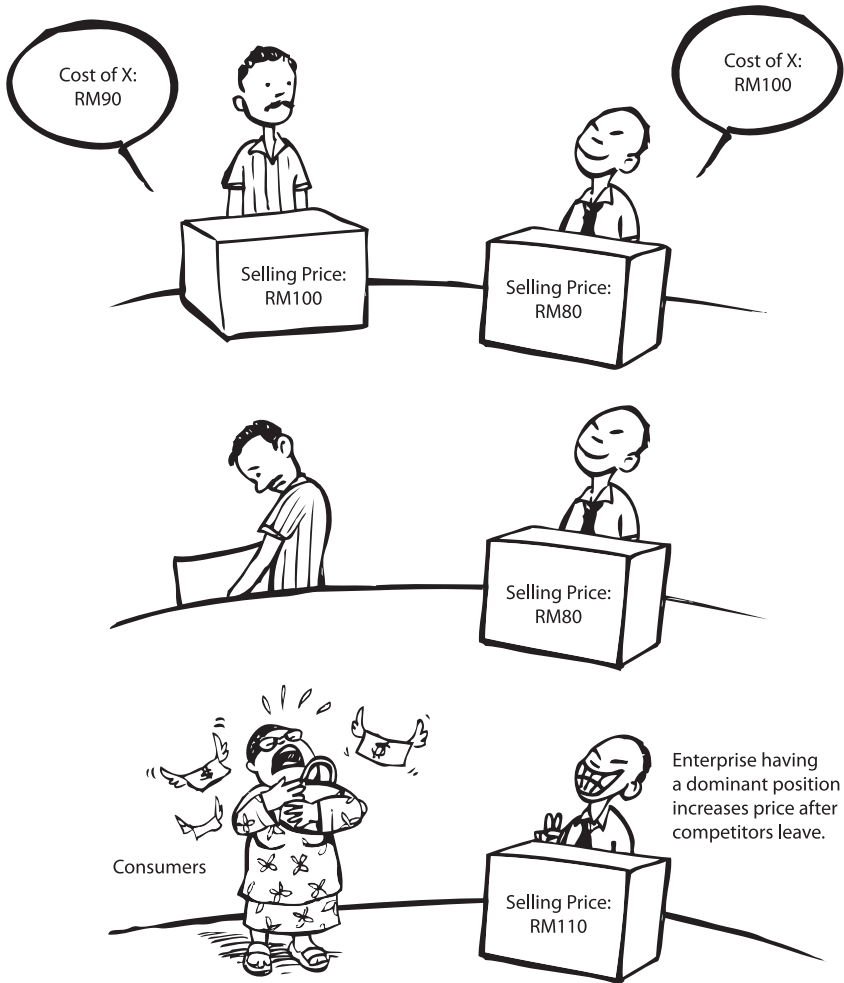 Cost of X:
RM90
Cost of X:
RM100
Selling Price:
RM100
Selling Price:
RM80
Selling Price:
RM80
Enterprise having
a dominant position
increases price after
competitors leave.
Consumers
Selling Price:
RM110